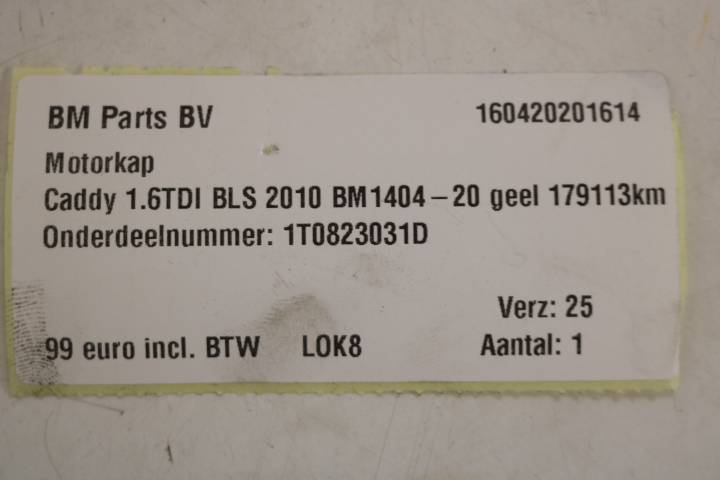 BM Parts BV 160420201614
Motorkap
Caddy 1.6TDI BLS 2010 BM1404-20 geel 179113km
Onderdeelnummer: 1T0823031D
Verz: 25
99 euro incl. BTW LOK8 Aantal: 1